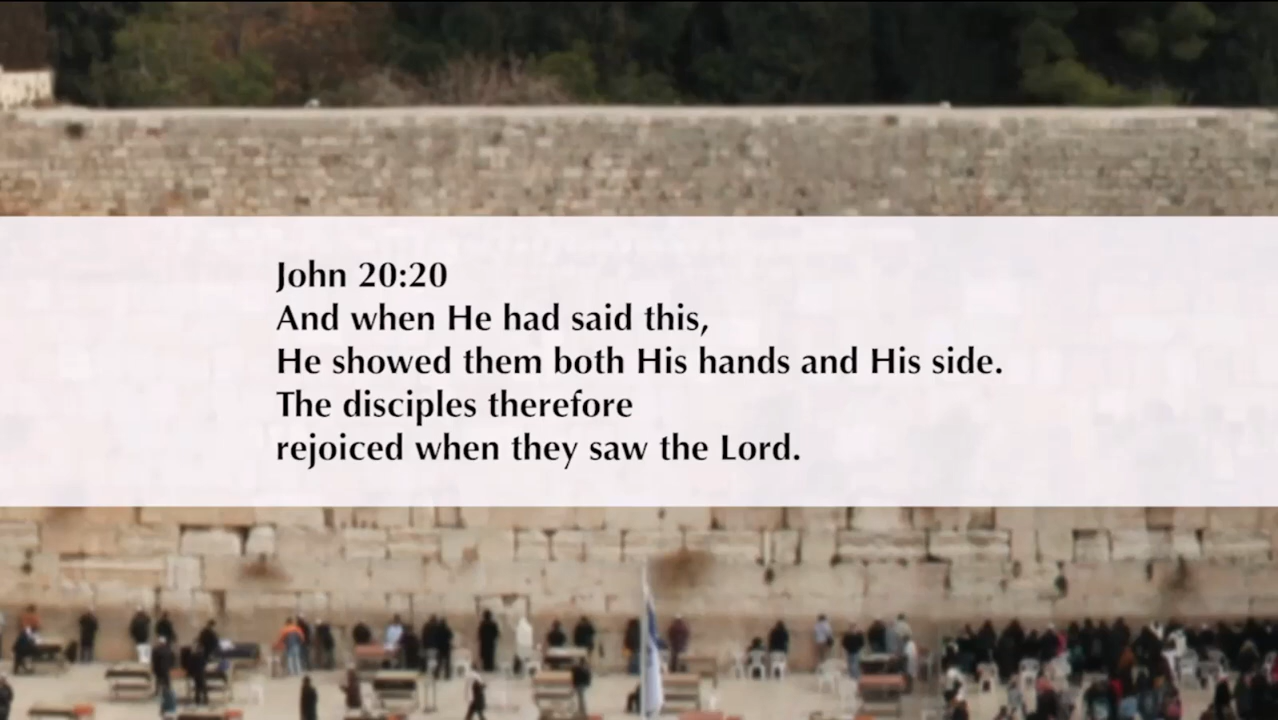 John 20:20
And when He had said this,
He showed them both His hands and His side.
The disciples therefore
rejoiced when they saw the Lord.